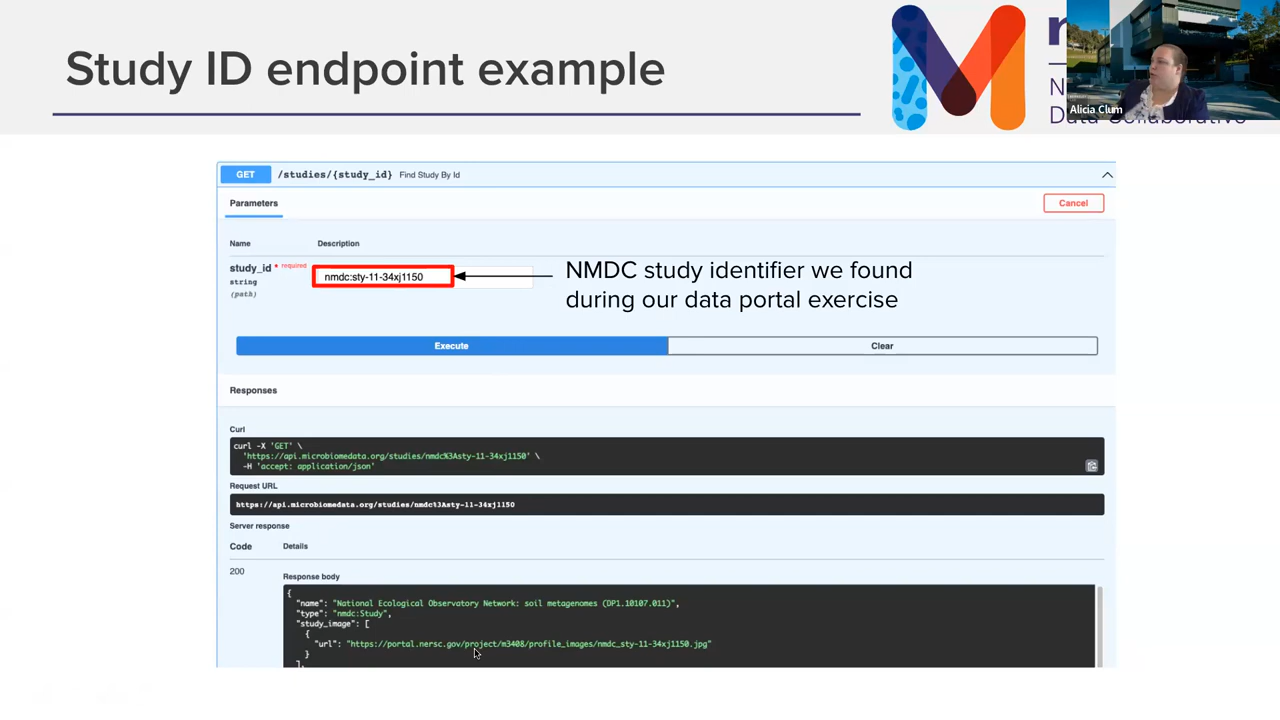 Study ID endpoint example
Alicia Clum
GET /studies/{study_id} Find Study By Id
Parameters
Cancel
Name Description
study_id * required
string
(path)
nmdc:sty-11-34xj1150
NMDC study identifier we found
during our data portal exercise
Execute
Clear
Responses
Curl
curl -X 'GET' \
'https://api.microbiomedata.org/studies/nmdc%3Asty-11-34xj1150' \
-H 'accept: application/json'
Request URL
https://api.microbiomedata.org/studies/nmdc%3Asty-11-34xj1150
Server response
Code Details
200
Response body
{
"name": "National Ecological Observatory Network: soil metagenomes (DP1.10107.011)",
"type": "nmdc:Study",
"study_image": [
{
"url": "https://portal.nersc.gov/project/m3408/profile_images/nmdc_sty-11-34xj1150.jpg"
}
],